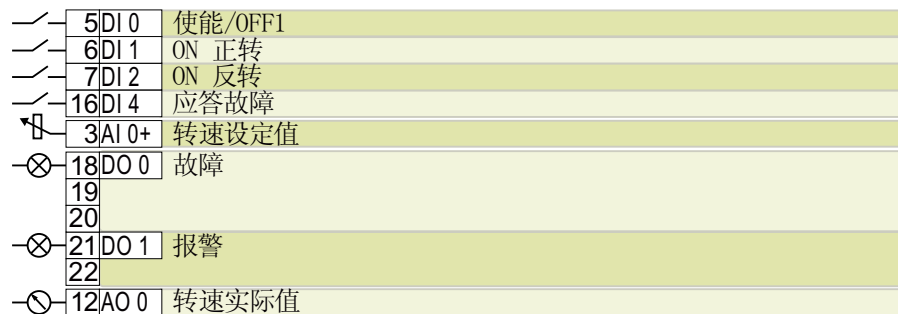 5 DI 0 使能/OFF1
6 DI 1 ON 正转
7 DI 2 ON 反转
16 DI 4 应答故障
3 AI 0+ 转速设定值
18 DO 0 故障
19
20
21 DO 1 报警
22
12 AO 0 转速实际值